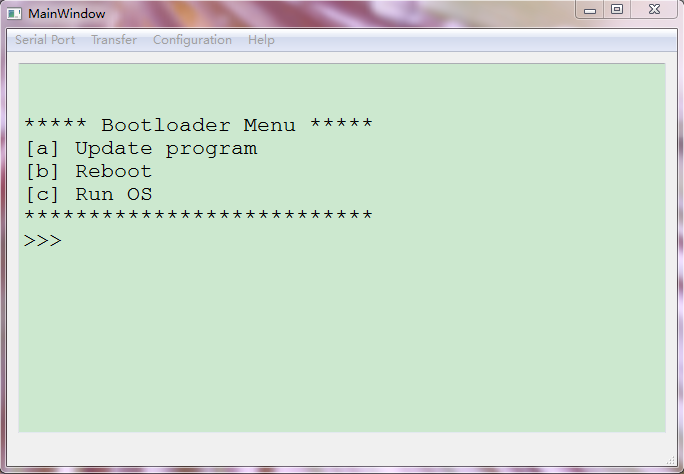 MainWindow
Serial Port Transfer Configuration Help
***** Bootloader Menu *****
[a] Update program
[b] Reboot
[c] Run OS
***************************
>>>